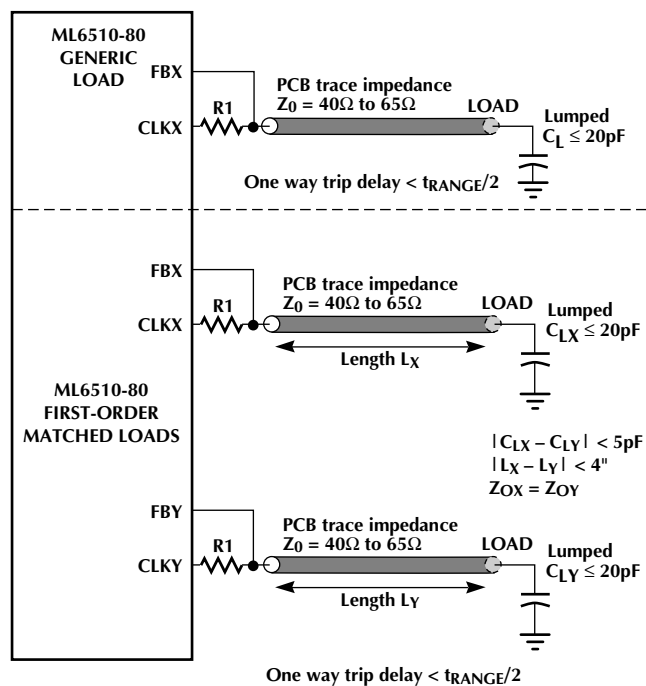 ML6510-80
GENERIC
LOAD
FBX
R1
CLKX
PCB trace impedance
Z0 = 40Ω to 65Ω
LOAD
Lumped
CL ≤ 20pF
One way trip delay < tRANGE/2
FBX
R1
CLKX
PCB trace impedance
Z0 = 40Ω to 65Ω
LOAD
Lumped
CLX ≤ 20pF
Length LX
ML6510-80
FIRST-ORDER
MATCHED LOADS
|CLX – CLY| < 5pF
|LX – LY| < 4"
ZOX = ZOY
FBY
R1
CLKY
PCB trace impedance
Z0 = 40Ω to 65Ω
LOAD
Lumped
CLY ≤ 20pF
Length LY
One way trip delay < tRANGE/2